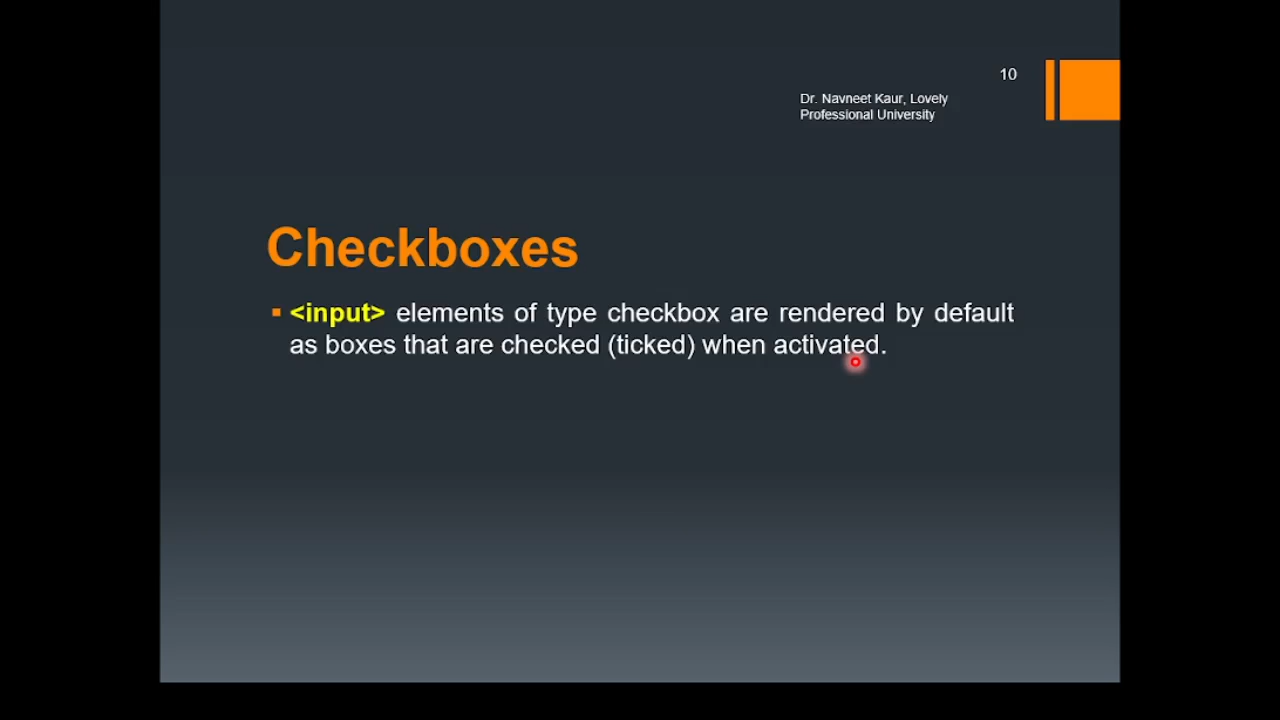 10
Dr. Navneet Kaur, Lovely
Professional University
Checkboxes
<input> elements of type checkbox are rendered by default
as boxes that are checked (ticked) when activated.